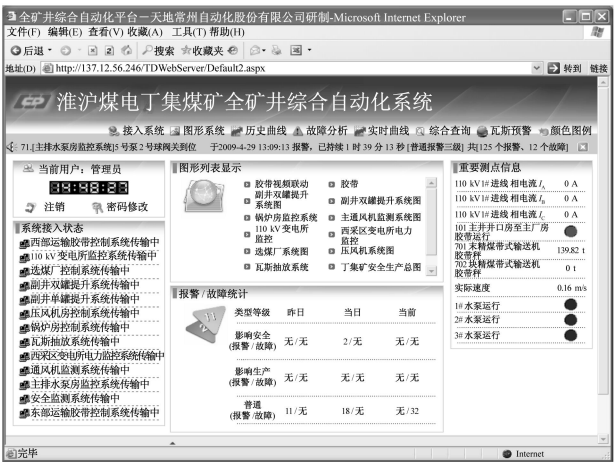 全矿井综合自动化平台－天地常州自动化股份有限公司研制-Microsoft Internet Explorer
文件(F) 编辑(E) 查看(V) 收藏(A) 工具(T) 帮助(H)
后退 搜索 收藏夹
地址(D) http://137.12.56.246/TDWebServer/Default2.aspx 转到 链接
淮沪煤电丁集煤矿全矿井综合自动化系统
接入系统 图形系统 历史曲线 故障分析 实时曲线 综合查询 瓦斯预警 颜色图例
71.[主排水泵房监控系统]5号泵2号球阀关到位 于2009-4-29 13:09:13 报警，已持续1时39分13秒 [普通报警三级] 共[125个报警、12个故障]
当前用户：管理员
04:48:27
注销 密码修改
系统接入状态
西部运输胶带控制系统传输中
110 kV变电所监控系统传输中
选煤厂控制系统传输中
副井双罐提升系统传输中
副井单罐提升系统传输中
压风机房控制系统传输中
锅炉房控制系统传输中
瓦斯抽放系统传输中
西采区变电所电力监控系统传输中
通风机监测系统传输中
主排水泵房监控系统传输中
安全监测系统传输中
东部运输胶带控制系统传输中
图形列表显示
胶带视频联动 胶带
副井双罐提升系统图 副井双罐提升系统图
锅炉房监控系统 主通风机监测系统图
110 kV变电所监控 西采区变电所电力监控
选煤厂系统图 压风机系统图
瓦斯抽放系统 丁集矿安全生产总图
报警/故障统计
类型等级 昨日 当日 当前
影响安全
(报警/故障) 无/无 2/无 无/无
影响生产
(报警/故障) 无/无 无/无 无/无
普通
(报警/故障) 11/无 18/无 无/32
重要测点信息
110 kV1#进线 相电流IA 0 A
110 kV1#进线 相电流IB 0 A
110 kV1#进线 相电流IC 0 A
101 主井井口房至主厂房胶带运行
701 末精煤带式输送机胶带秤 139.82 t
702 块精煤带式输送机胶带秤 0 t
实际速度 0.16 m/s
1#水泵运行
2#水泵运行
3#水泵运行
完毕 Internet